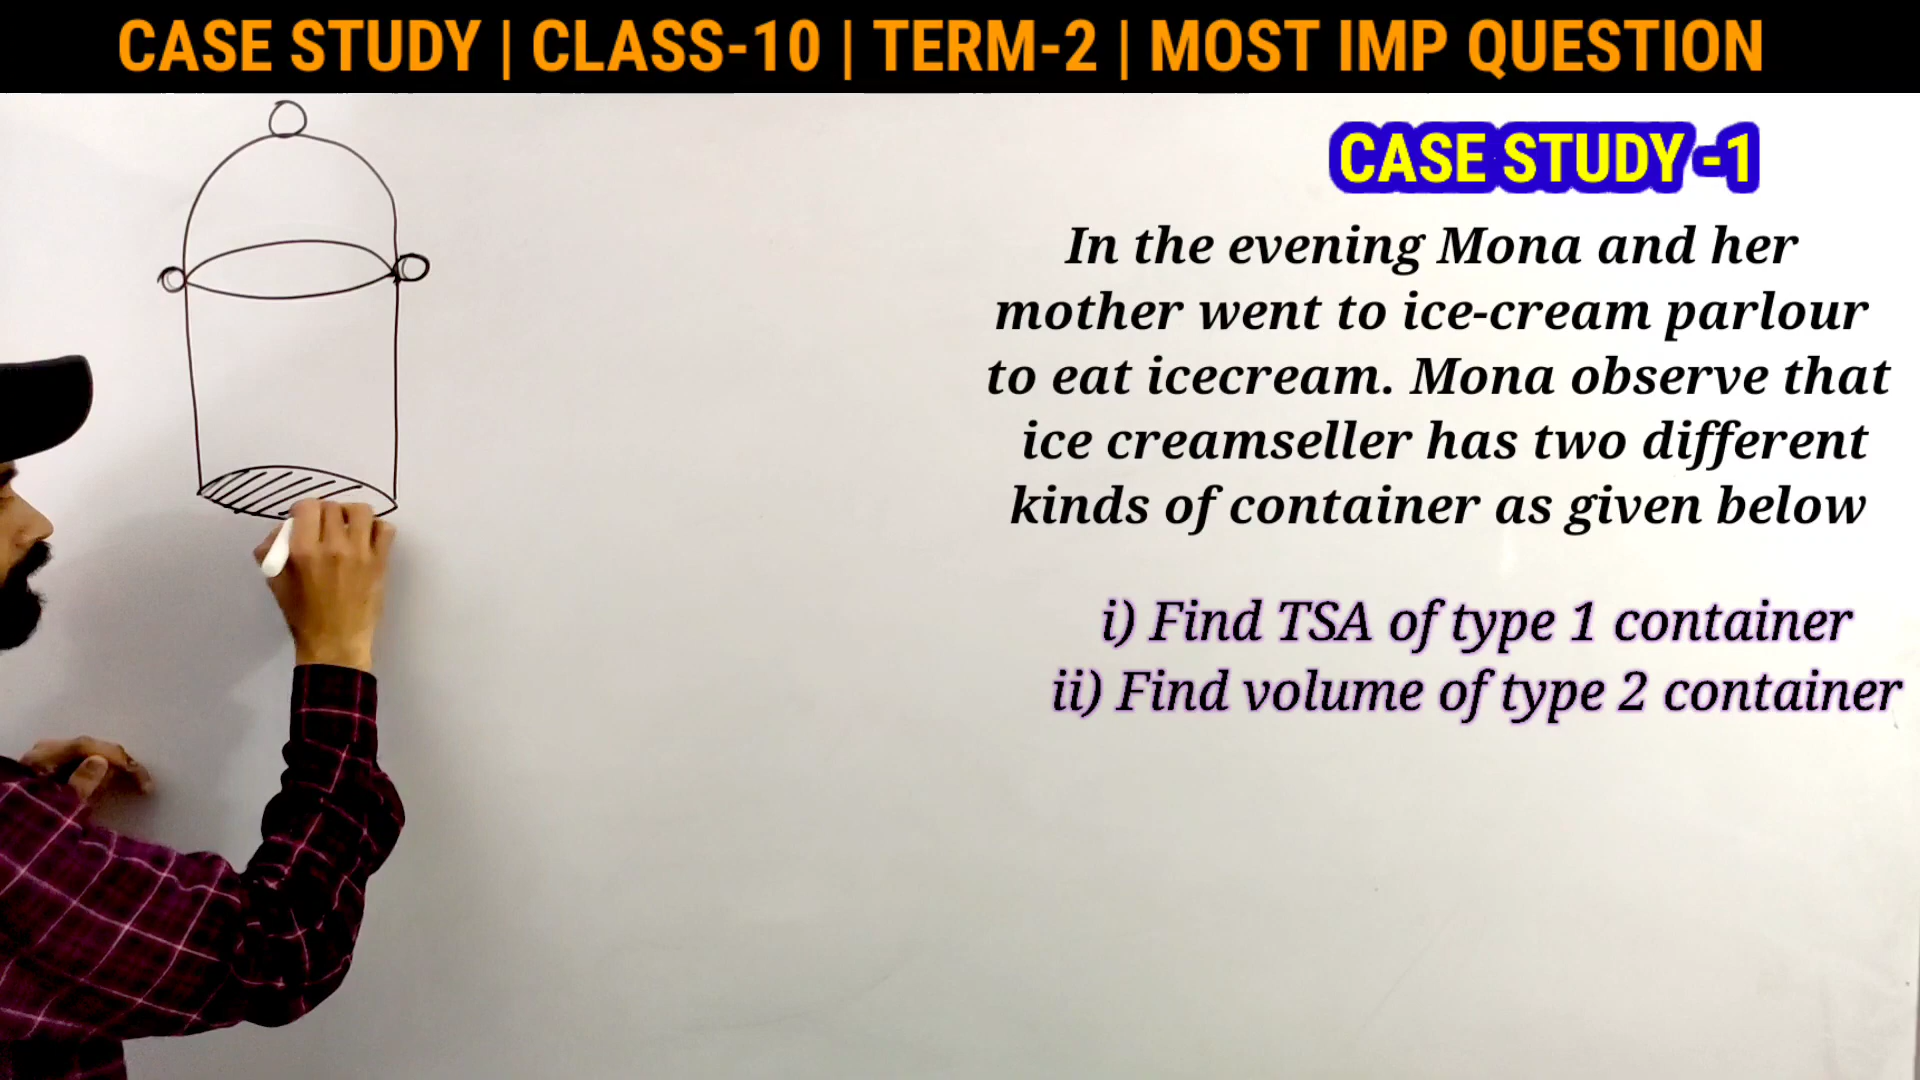 CASE STUDY | CLASS-10 | TERM-2 | MOST IMP QUESTION
CASE STUDY -1
In the evening Mona and her
mother went to ice-cream parlour
to eat icecream. Mona observe that
ice creamseller has two different
kinds of container as given below
i) Find TSA of type 1 container
ii) Find volume of type 2 container